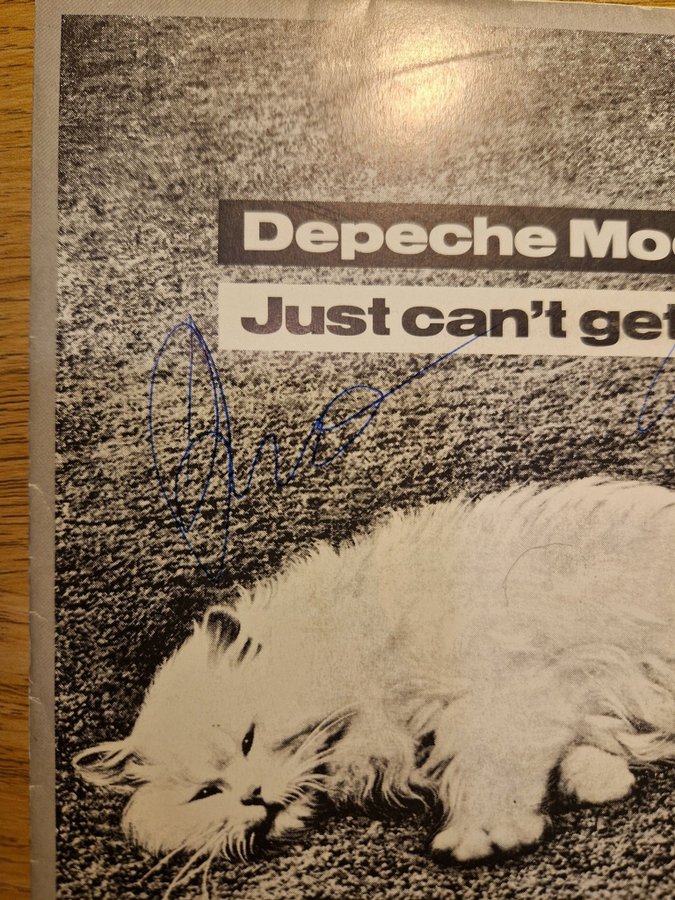 Depeche Mo
Just can't get